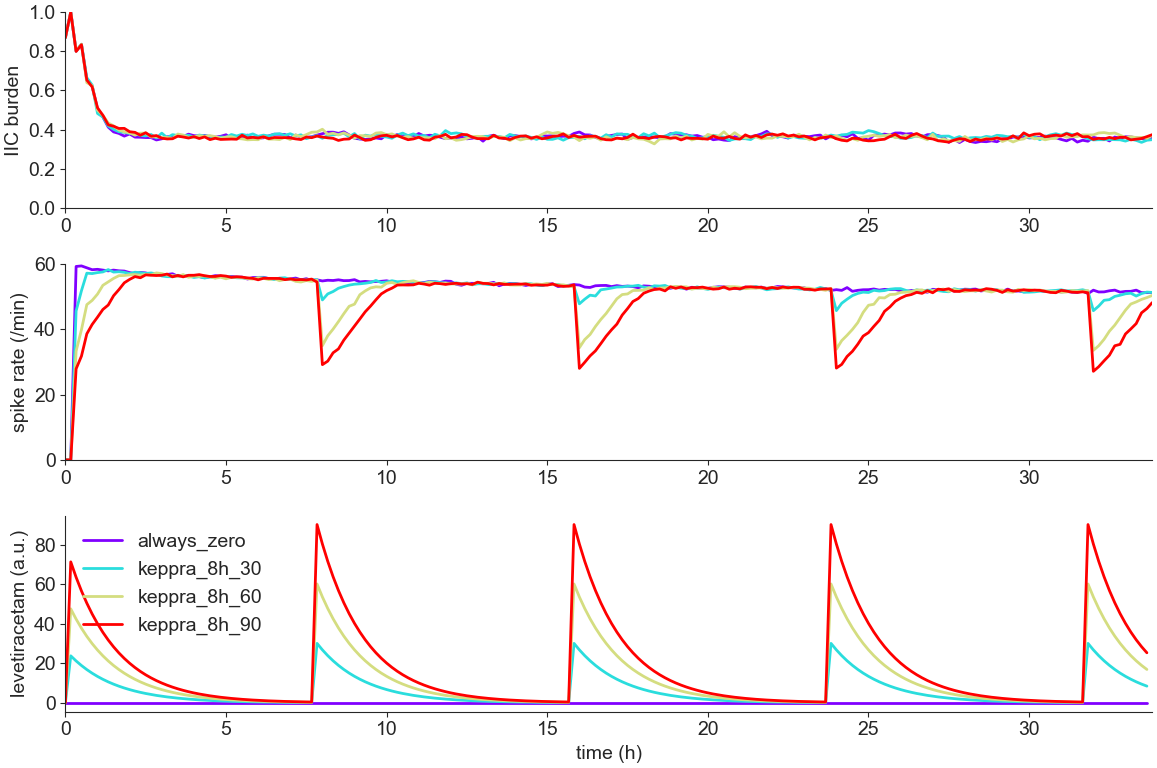 IIC burden
1.0
0.8
0.6
0.4
0.2
0.0
0 5 10 15 20 25 30
spike rate (/min)
60
40
20
0
0 5 10 15 20 25 30
levetiracetam (a.u.)
80
60
40
20
0
always_zero
keppra_8h_30
keppra_8h_60
keppra_8h_90
0 5 10 15 20 25 30
time (h)